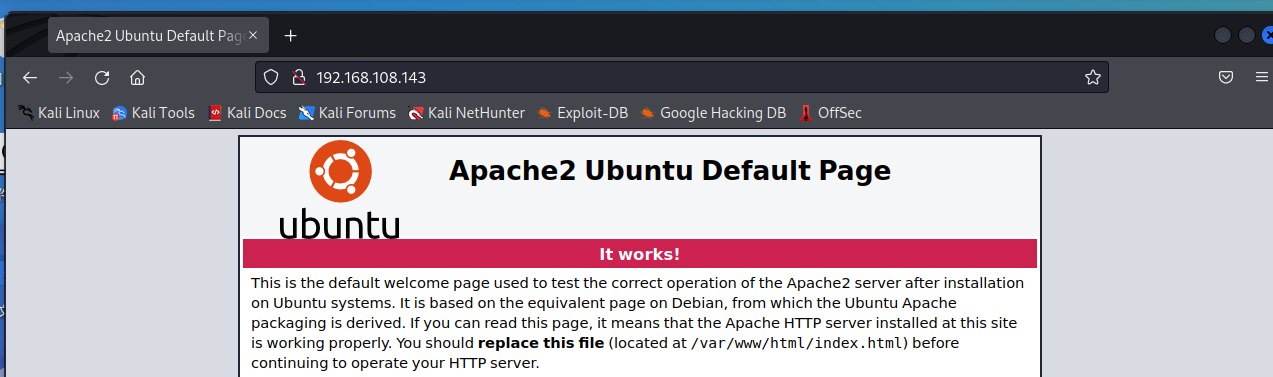 Apache2 Ubuntu Default Pag
192.168.108.143
Kali Linux Kali Tools Kali Docs Kali Forums Kali NetHunter Exploit-DB Google Hacking DB OffSec
ubuntu
Apache2 Ubuntu Default Page
It works!
This is the default welcome page used to test the correct operation of the Apache2 server after installation
on Ubuntu systems. It is based on the equivalent page on Debian, from which the Ubuntu Apache
packaging is derived. If you can read this page, it means that the Apache HTTP server installed at this site
is working properly. You should replace this file (located at /var/www/html/index.html) before
continuing to operate your HTTP server.